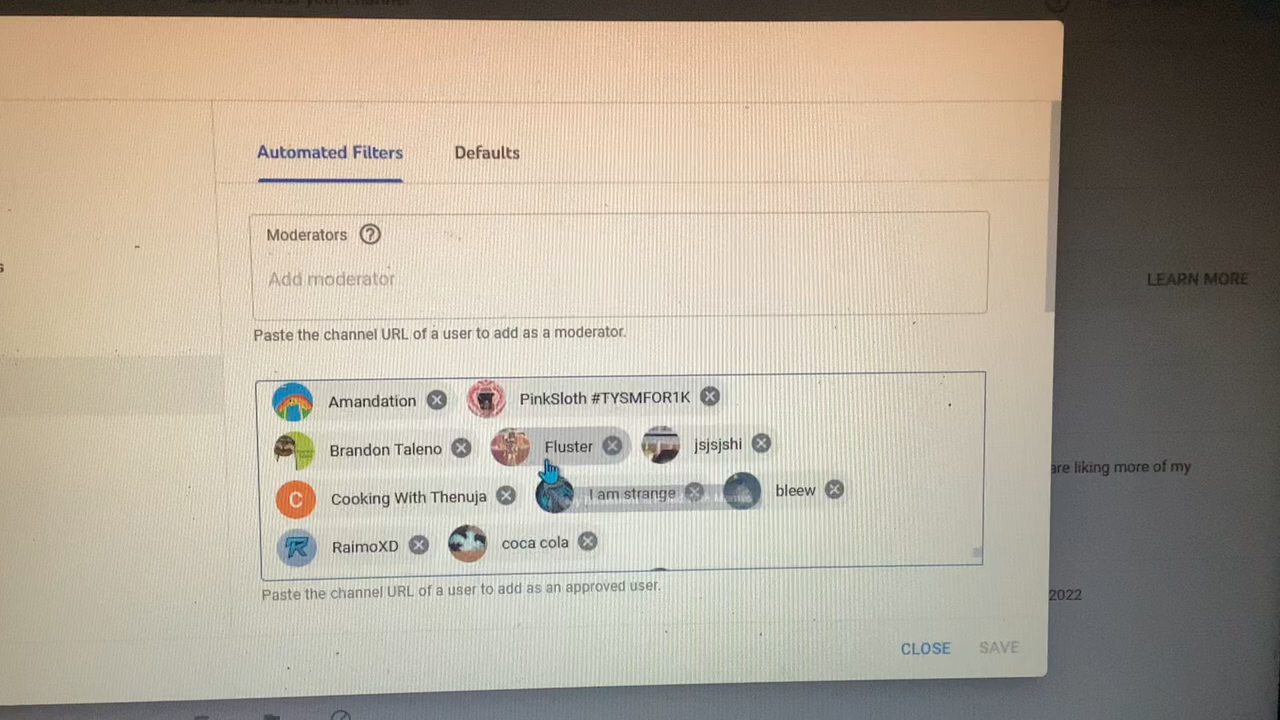 Automated Filters Defaults
Moderators ?
Add moderator
LEARN MORE
Paste the channel URL of a user to add as a moderator.
Amandation PinkSloth #TYSMFOR1K
Brandon Taleno Fluster jsjsjshi
are liking more of my
C Cooking With Thenuja I am strange bleew
R RaimoXD coca cola
Paste the channel URL of a user to add as an approved user.
2022
CLOSE SAVE